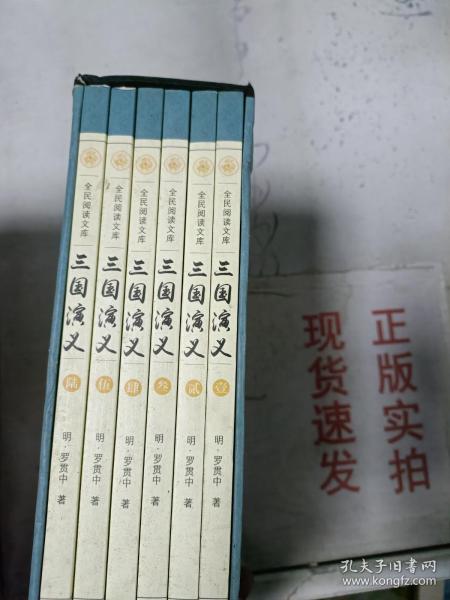 全民阅读文库
三国演义
陆
明·罗贯中 著
全民阅读文库
三国演义
伍
明·罗贯中 著
全民阅读文库
三国演义
肆
明·罗贯中 著
全民阅读文库
三国演义
叁
明·罗贯中 著
全民阅读文库
三国演义
贰
明·罗贯中 著
全民阅读文库
三国演义
壹
明·罗贯中 著
正版实拍
现货速发
孔夫子旧书网
www.kongfz.com